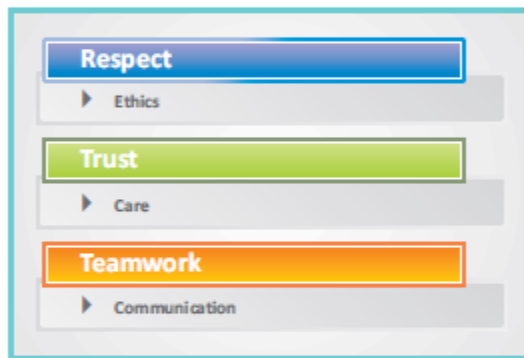 Respect
Ethics
Trust
Care
Teamwork
Communication